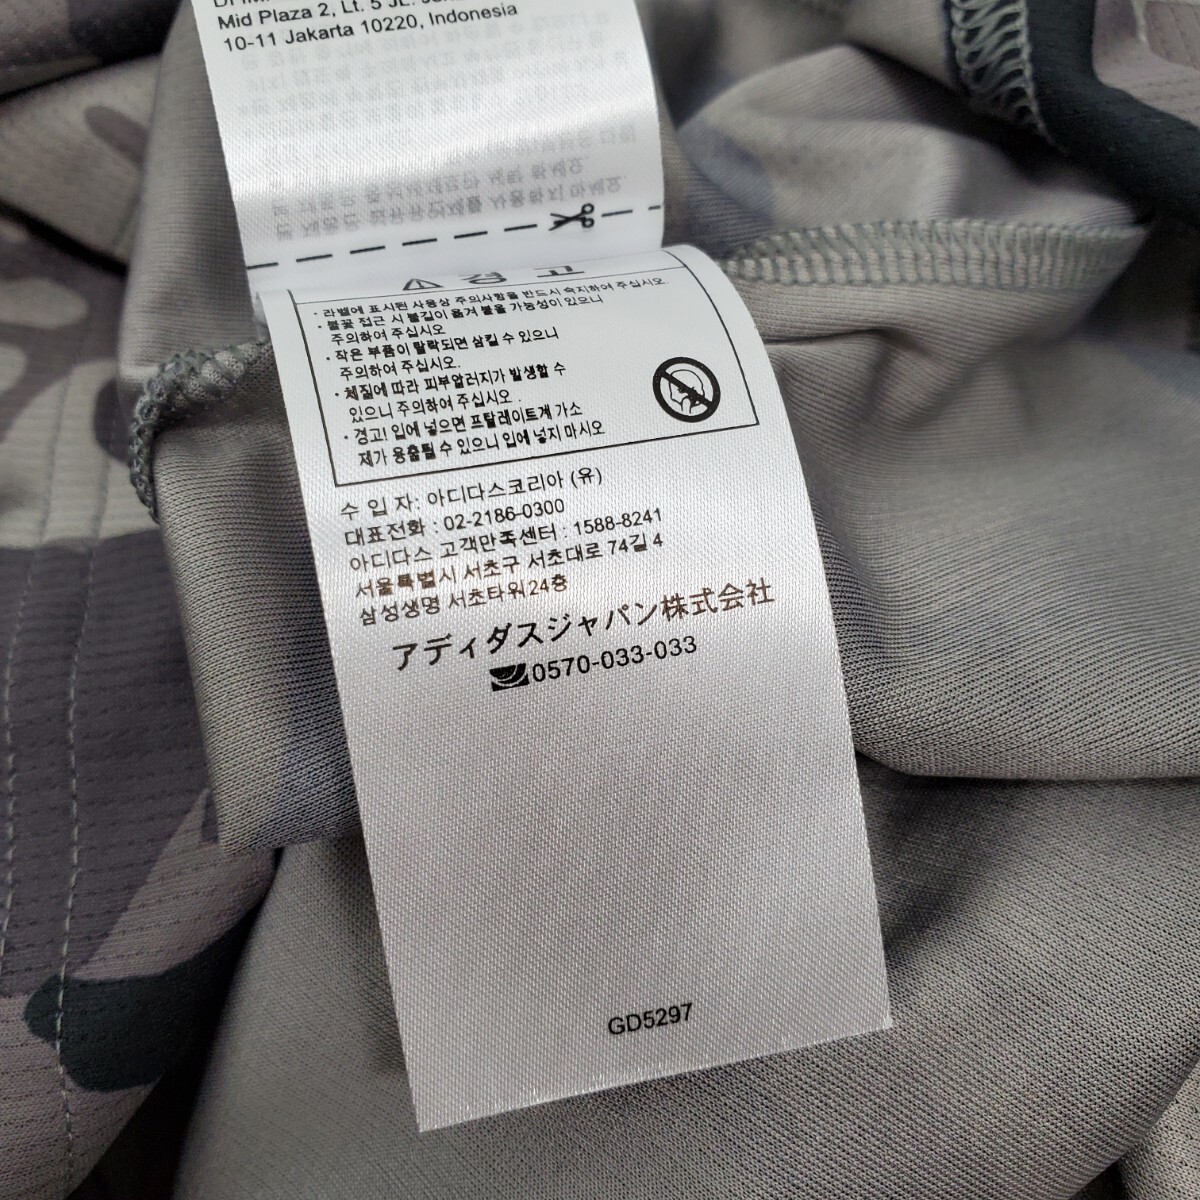 Mid Plaza 2, Lt. 5 JL.
10-11 Jakarta 10220, Indonesia
경 고
· 라벨에 표시된 사용상 주의사항을 반드시 숙지하여 주십시오.
· 불꽃 접근 시 불길이 옮겨 붙을 가능성이 있으니
주의하여 주십시오
· 작은 부품이 탈락되면 삼킬 수 있으니
주의하여 주십시오.
· 체질에 따라 피부알러지가 발생할 수
있으니 주의하여 주십시오.
· 경고! 입에 넣으면 프탈레이트계 가소
제가 용출될 수 있으니 입에 넣지 마시오
수 입 자: 아디다스코리아 (유)
대표전화 : 02-2186-0300
아디다스 고객만족센터 : 1588-8241
서울특별시 서초구 서초대로 74길 4
삼성생명 서초타워24층
アディダスジャパン株式会社
0570-033-033
GD5297